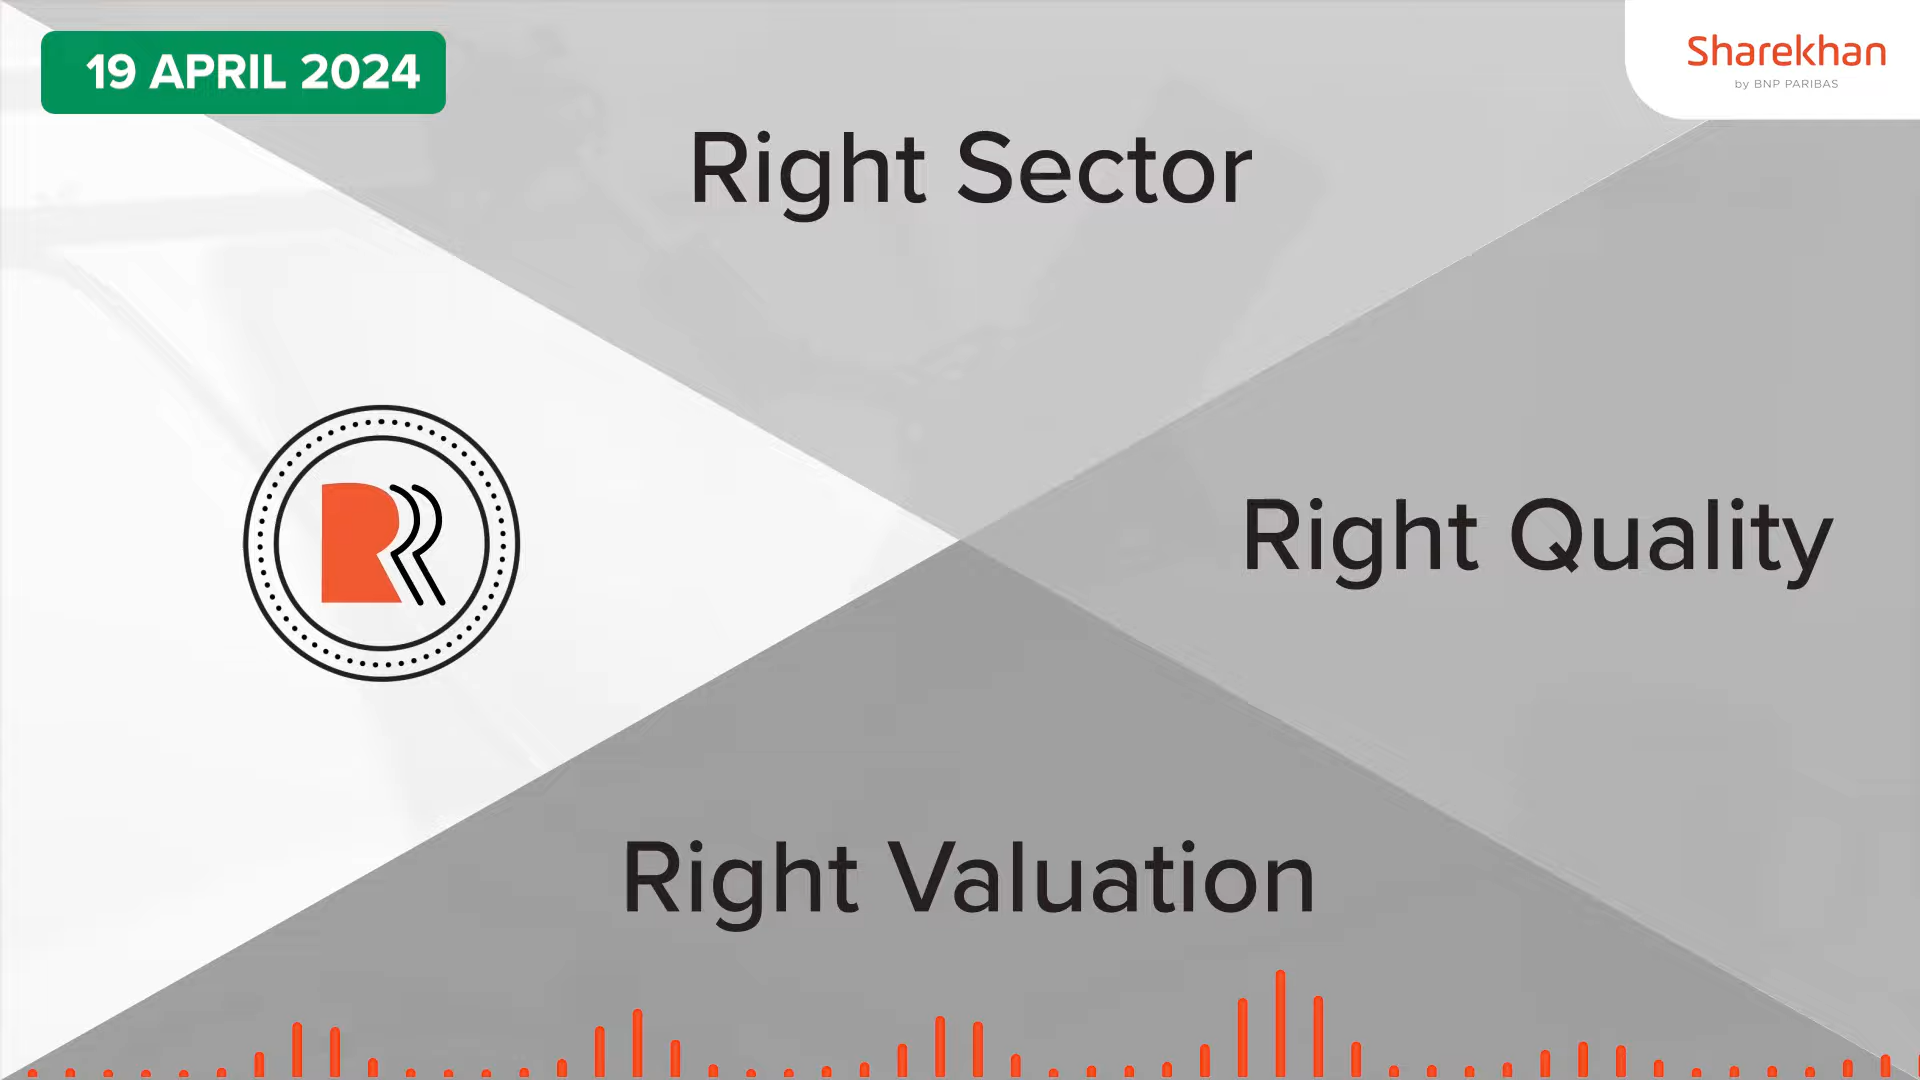 19 APRIL 2024
Sharekhan
by BNP PARIBAS
Right Sector
R
Right Quality
Right Valuation